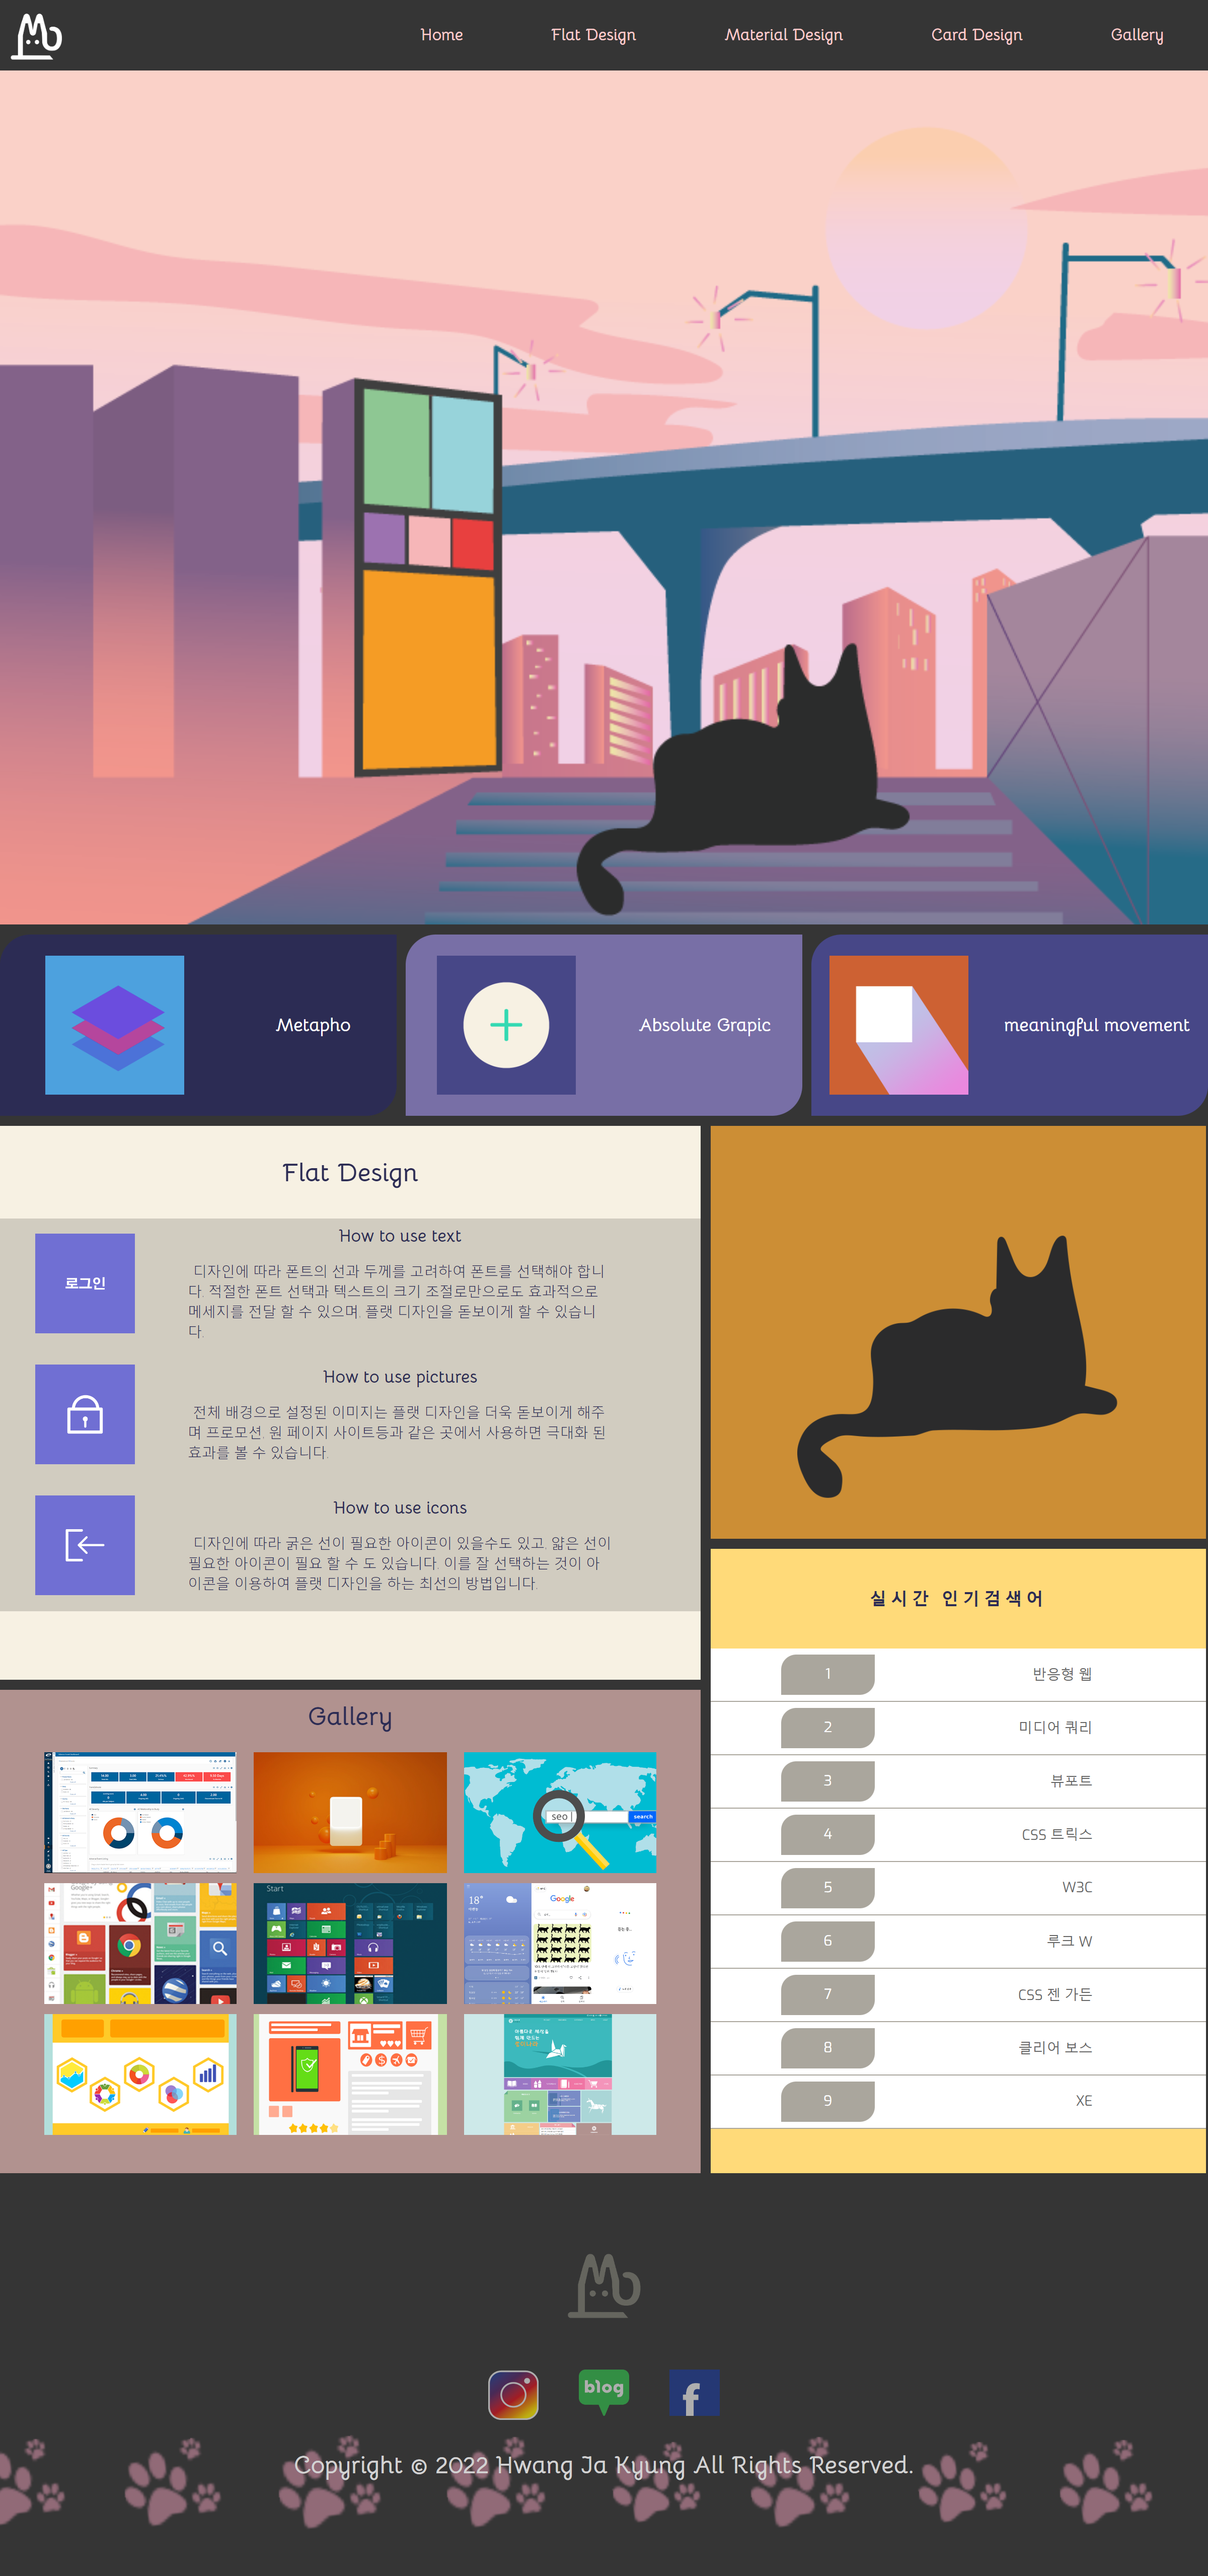 Home
Flat Design
Material Design
Card Design
Gallery
Metapho
Absolute Grapic
meaningful movement
Flat Design
로그인
How to use text
디자인에 따라 폰트의 선과 두께를 고려하여 폰트를 선택해야 합니
다. 적절한 폰트 선택과 텍스트의 크기 조절로만으로도 효과적으로
메세지를 전달 할 수 있으며, 플랫 디자인을 돋보이게 할 수 있습니
다.
How to use pictures
전체 배경으로 설정된 이미지는 플랫 디자인을 더욱 돋보이게 해주
며 프로모션, 원 페이지 사이트등과 같은 곳에서 사용하면 극대화 된
효과를 볼 수 있습니다.
How to use icons
디자인에 따라 굵은 선이 필요한 아이콘이 있을수도 있고, 얇은 선이
필요한 아이콘이 필요 할 수 도 있습니다. 이를 잘 선택하는 것이 아
이콘을 이용하여 플랫 디자인을 하는 최선의 방법입니다.
실시간 인기검색어
1 반응형 웹
2 미디어 쿼리
3 뷰포트
4 CSS 트릭스
5 W3C
6 루크 W
7 CSS 젠 가든
8 클리어 보스
9 XE
Gallery
seo
search
Google+
Start
18°
Google
blog
f
Copyright © 2022 Hwang Ja Kyung All Rights Reserved.